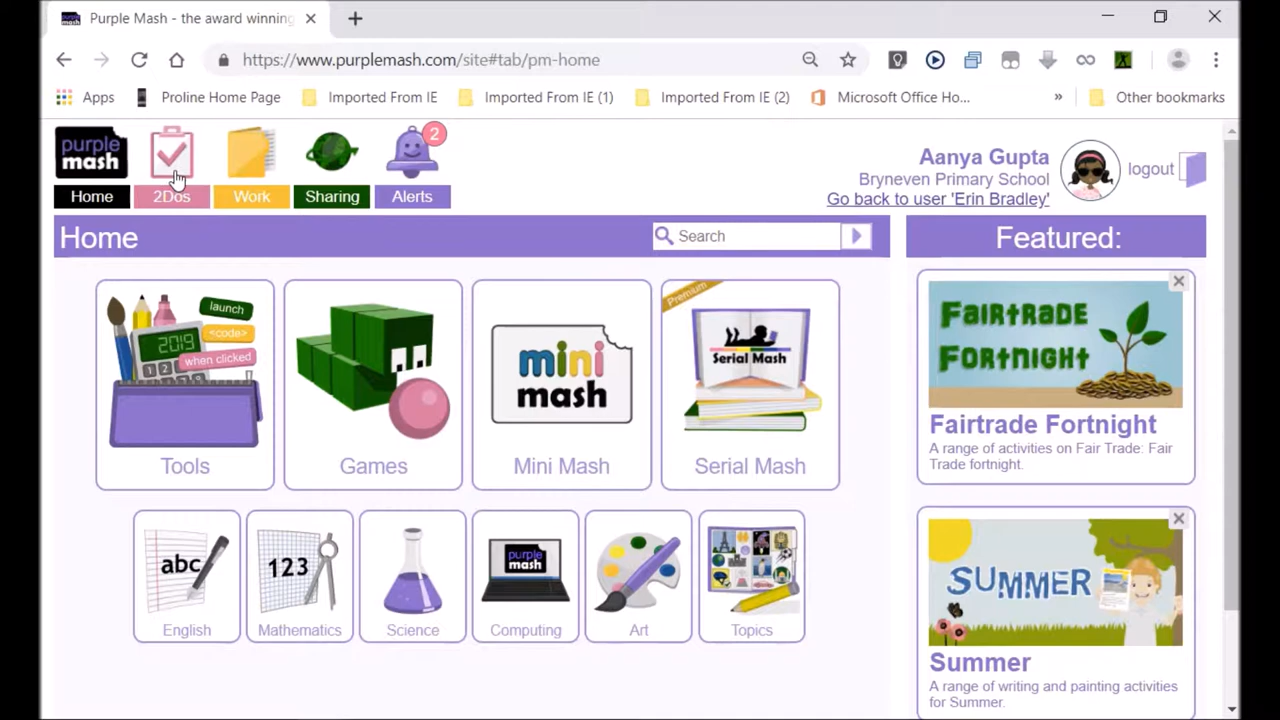 Purple Mash - the award winning
https://www.purplemash.com/site#tab/pm-home
Apps
Proline Home Page
Imported From IE
Imported From IE (1)
Imported From IE (2)
Microsoft Office Ho...
»
Other bookmarks
purple mash
2
Home
2Dos
Work
Sharing
Alerts
Aanya Gupta
Bryneven Primary School
Go back to user 'Erin Bradley'
logout
Home
Search
Featured:
launch
<code>
2019
when clicked
1 2
Tools
Games
mini
mash
Mini Mash
Premium
Serial Mash
Serial Mash
FAIRTRADE
FORTNIGHT
Fairtrade Fortnight
A range of activities on Fair Trade: Fair
Trade fortnight.
abc
English
123
Mathematics
Science
purple
mash
Computing
Art
Topics
SUMMER
Summer
A range of writing and painting activities
for Summer.